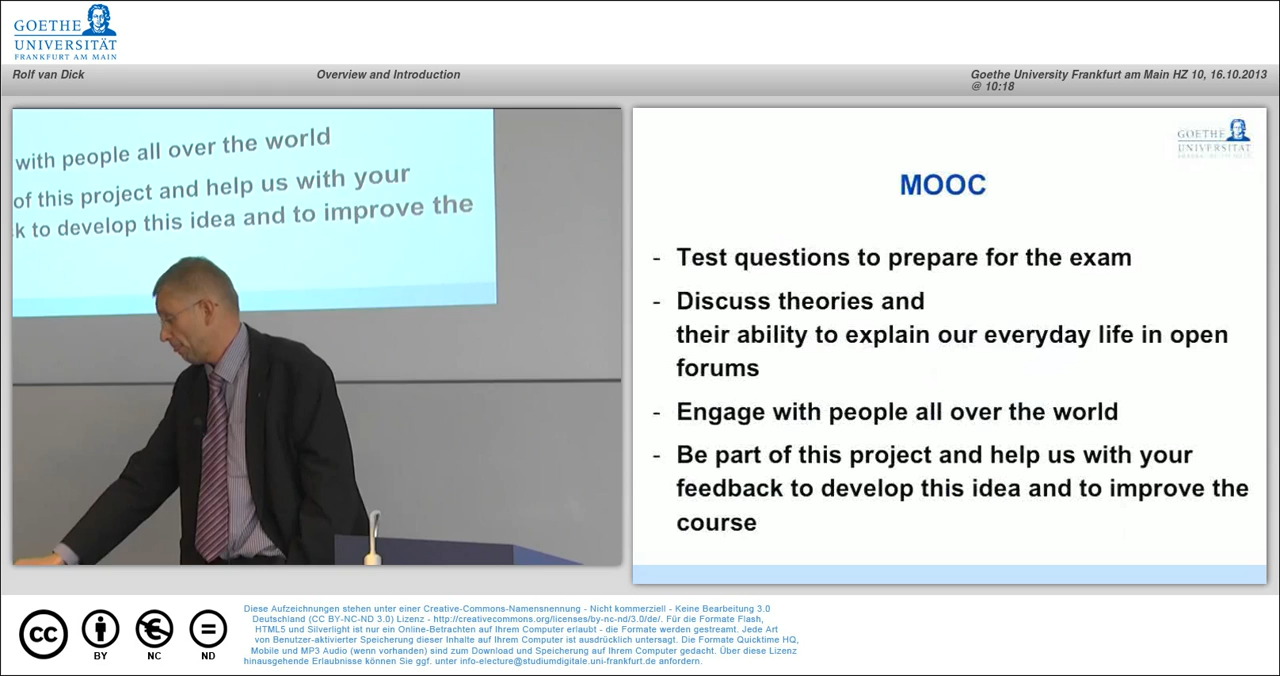 GOETHE
UNIVERSITÄT
FRANKFURT AM MAIN
Rolf van Dick
Overview and Introduction
Goethe University Frankfurt am Main HZ 10, 16.10.2013
@ 10:18
with people all over the world
of this project and help us with your
k to develop this idea and to improve the
GOETHE
UNIVERSITÄT
MOOC
- Test questions to prepare for the exam
- Discuss theories and
their ability to explain our everyday life in open
forums
- Engage with people all over the world
- Be part of this project and help us with your
feedback to develop this idea and to improve the
course
cc
BY
NC
ND
Diese Aufzeichnungen stehen unter einer Creative-Commons-Namensnennung - Nicht kommerziell - Keine Bearbeitung 3.0
Deutschland (CC BY-NC-ND 3.0) Lizenz - http://creativecommons.org/licenses/by-nc-nd/3.0/de/. Für die Formate Flash,
HTML5 und Silverlight ist nur ein Online-Betrachten auf Ihrem Computer erlaubt - die Formate werden gestreamt. Jede Art
von Benutzer-aktivierter Speicherung dieser Inhalte auf Ihrem Computer ist ausdrücklich untersagt. Die Formate Quicktime HQ,
Mobile und MP3 Audio (wenn vorhanden) sind zum Download und Speicherung auf Ihrem Computer gedacht. Über diese Lizenz
hinausgehende Erlaubnisse können Sie ggf. unter info-electure@studiumdigitale.uni-frankfurt.de anfordern.